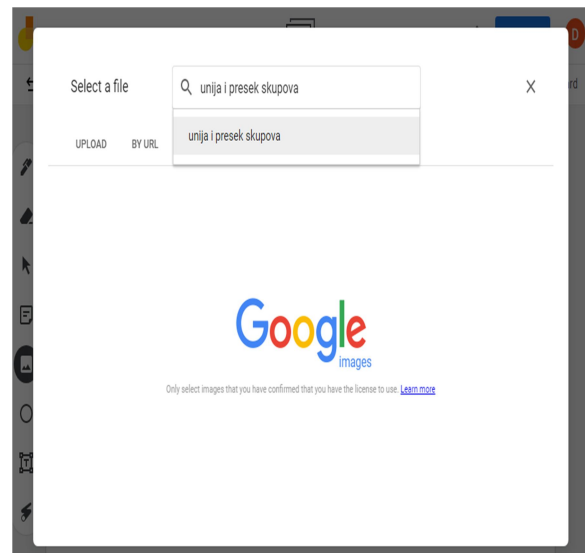 Select a file
unija i presek skupova
UPLOAD BY URL
unija i presek skupova
Google
images
Only select images that you have confirmed that you have the license to use. Learn more
D
rd